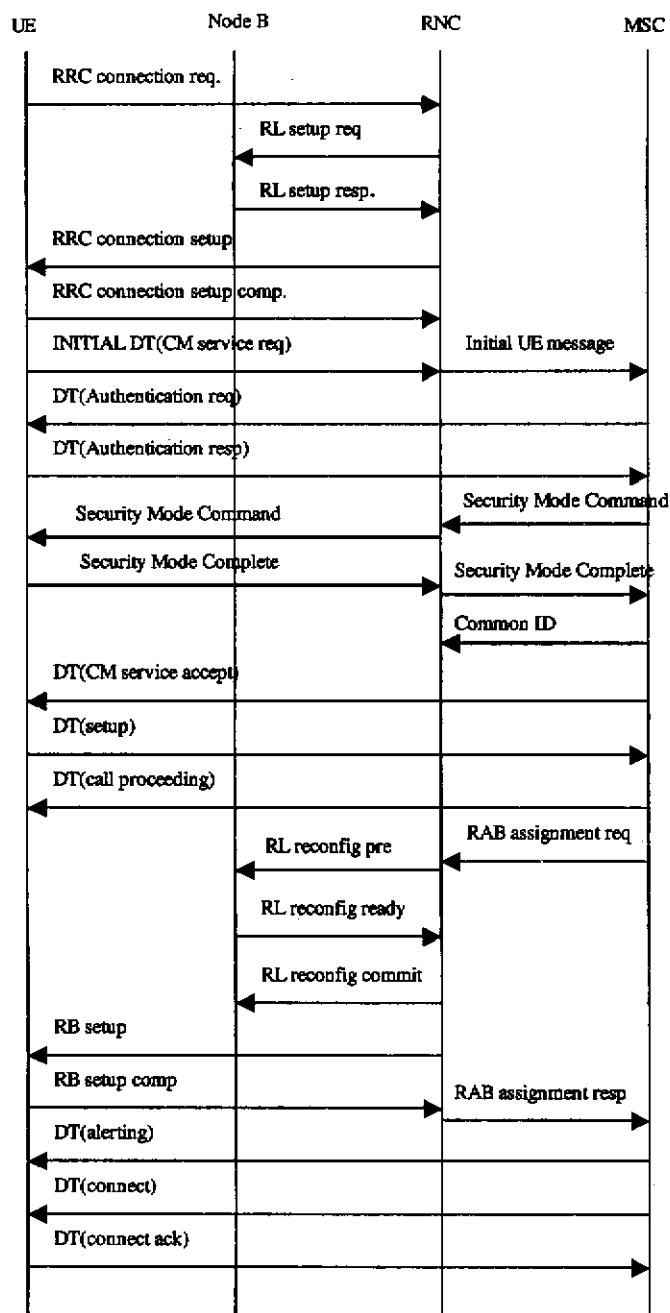 UE Node B RNC MSC
RRC connection req.
RL setup req
RL setup resp.
RRC connection setup
RRC connection setup comp.
INITIAL DT(CM service req) Initial UE message
DT(Authentication req)
DT(Authentication resp)
Security Mode Command Security Mode Command
Security Mode Complete Security Mode Complete
Common ID
DT(CM service accept)
DT(setup)
DT(call proceeding)
RL reconfig pre RAB assignment req
RL reconfig ready
RL reconfig commit
RB setup
RB setup comp RAB assignment resp
DT(alerting)
DT(connect)
DT(connect ack)